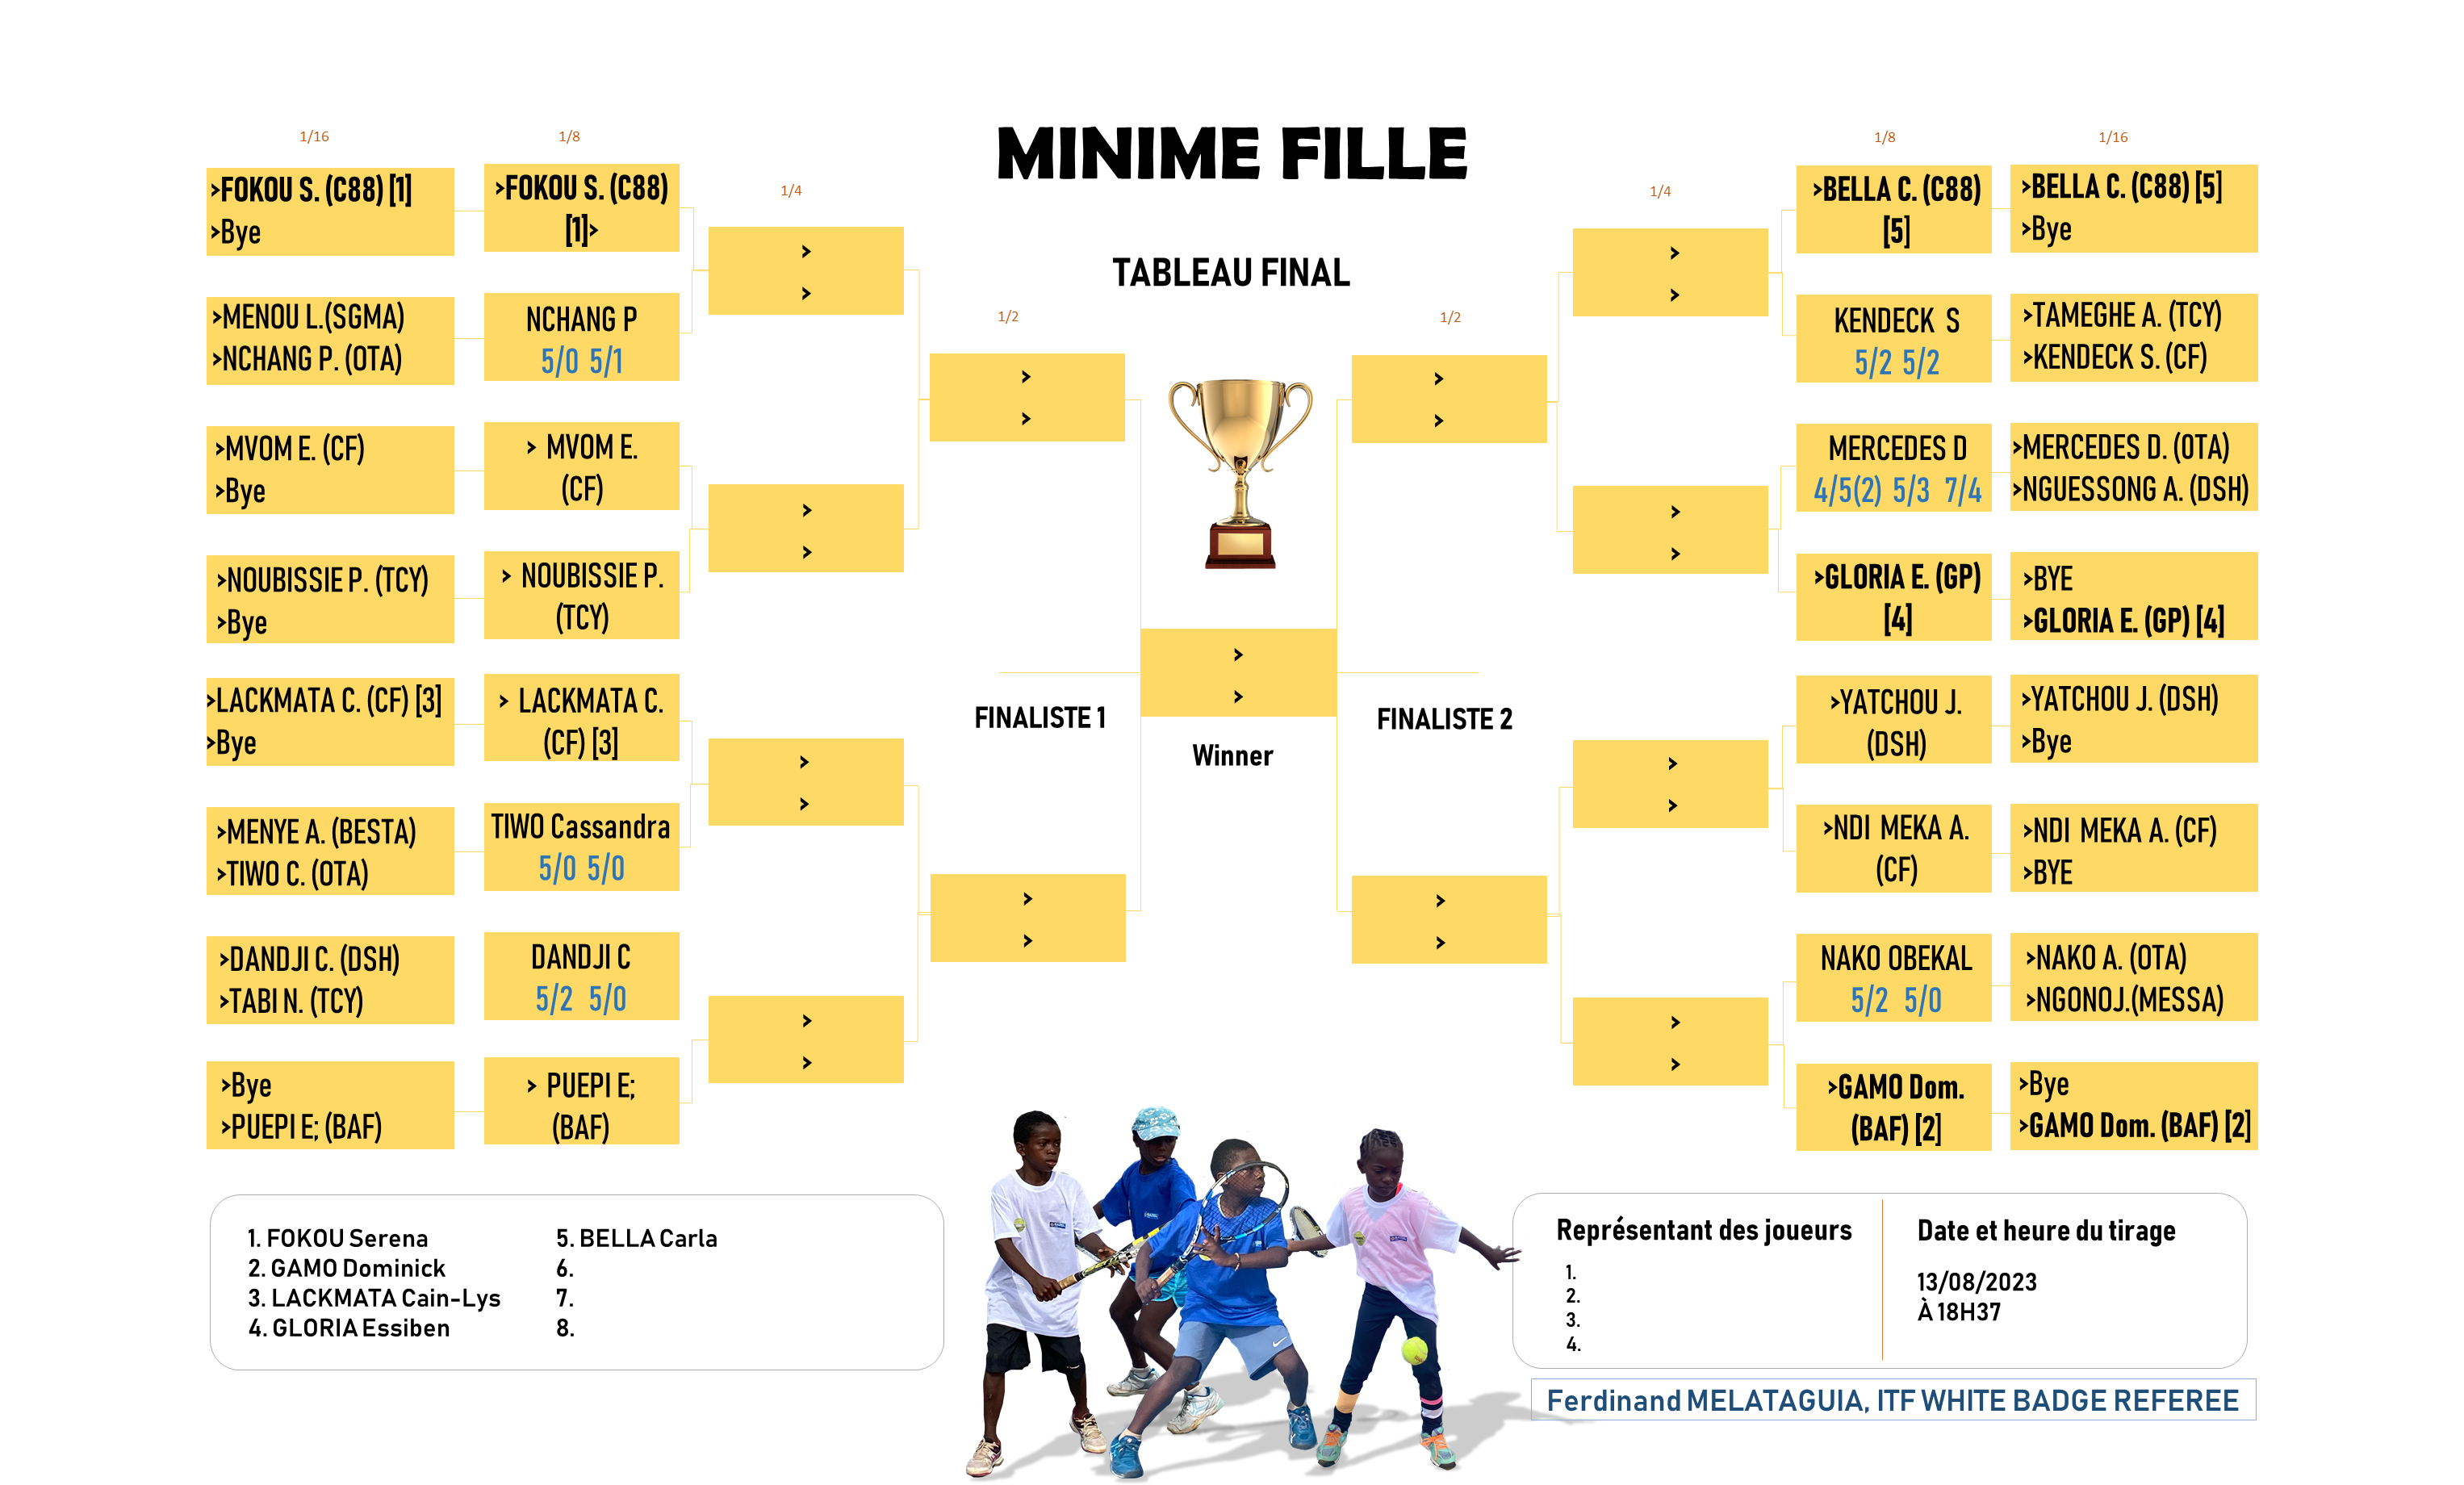 MINIME FILLE
TABLEAU FINAL
1/16
1/8
1/4
1/2
>FOKOU S. (C88) [1]
>Bye
>MENOU L.(SGMA)
>NCHANG P. (OTA)
>MVOM E. (CF)
>Bye
>NOUBISSIE P. (TCY)
>Bye
>LACKMATA C. (CF) [3]
>Bye
>MENYE A. (BESTA)
>TIWO C. (OTA)
>DANDJI C. (DSH)
>TABI N. (TCY)
>Bye
>PUEPI E; (BAF)
>FOKOU S. (C88)
[1]>
NCHANG P
5/0 5/1
> MVOM E.
(CF)
> NOUBISSIE P.
(TCY)
> LACKMATA C.
(CF) [3]
TIWO Cassandra
5/0 5/0
DANDJI C
5/2 5/0
> PUEPI E;
(BAF)
>
>
>
>
>
>
>
>
>
>
>
>
FINALISTE 1
>
>
Winner
FINALISTE 2
1/2
1/4
1/8
1/16
>
>
>
>
>
>
>
>
>
>
>
>
>BELLA C. (C88)
[5]
KENDECK S
5/2 5/2
MERCEDES D
4/5(2) 5/3 7/4
>GLORIA E. (GP)
[4]
>YATCHOU J.
(DSH)
>NDI MEKA A.
(CF)
NAKO OBEKAL
5/2 5/0
>GAMO Dom.
(BAF) [2]
>BELLA C. (C88) [5]
>Bye
>TAMEGHE A. (TCY)
>KENDECK S. (CF)
>MERCEDES D. (OTA)
>NGUESSONG A. (DSH)
>BYE
>GLORIA E. (GP) [4]
>YATCHOU J. (DSH)
>Bye
>NDI MEKA A. (CF)
>BYE
>NAKO A. (OTA)
>NGONOJ.(MESSA)
>Bye
>GAMO Dom. (BAF) [2]
1. FOKOU Serena
2. GAMO Dominick
3. LACKMATA Cain-Lys
4. GLORIA Essiben
5. BELLA Carla
6.
7.
8.
Représentant des joueurs
1.
2.
3.
4.
Date et heure du tirage
13/08/2023
À 18H37
Ferdinand MELATAGUIA, ITF WHITE BADGE REFEREE